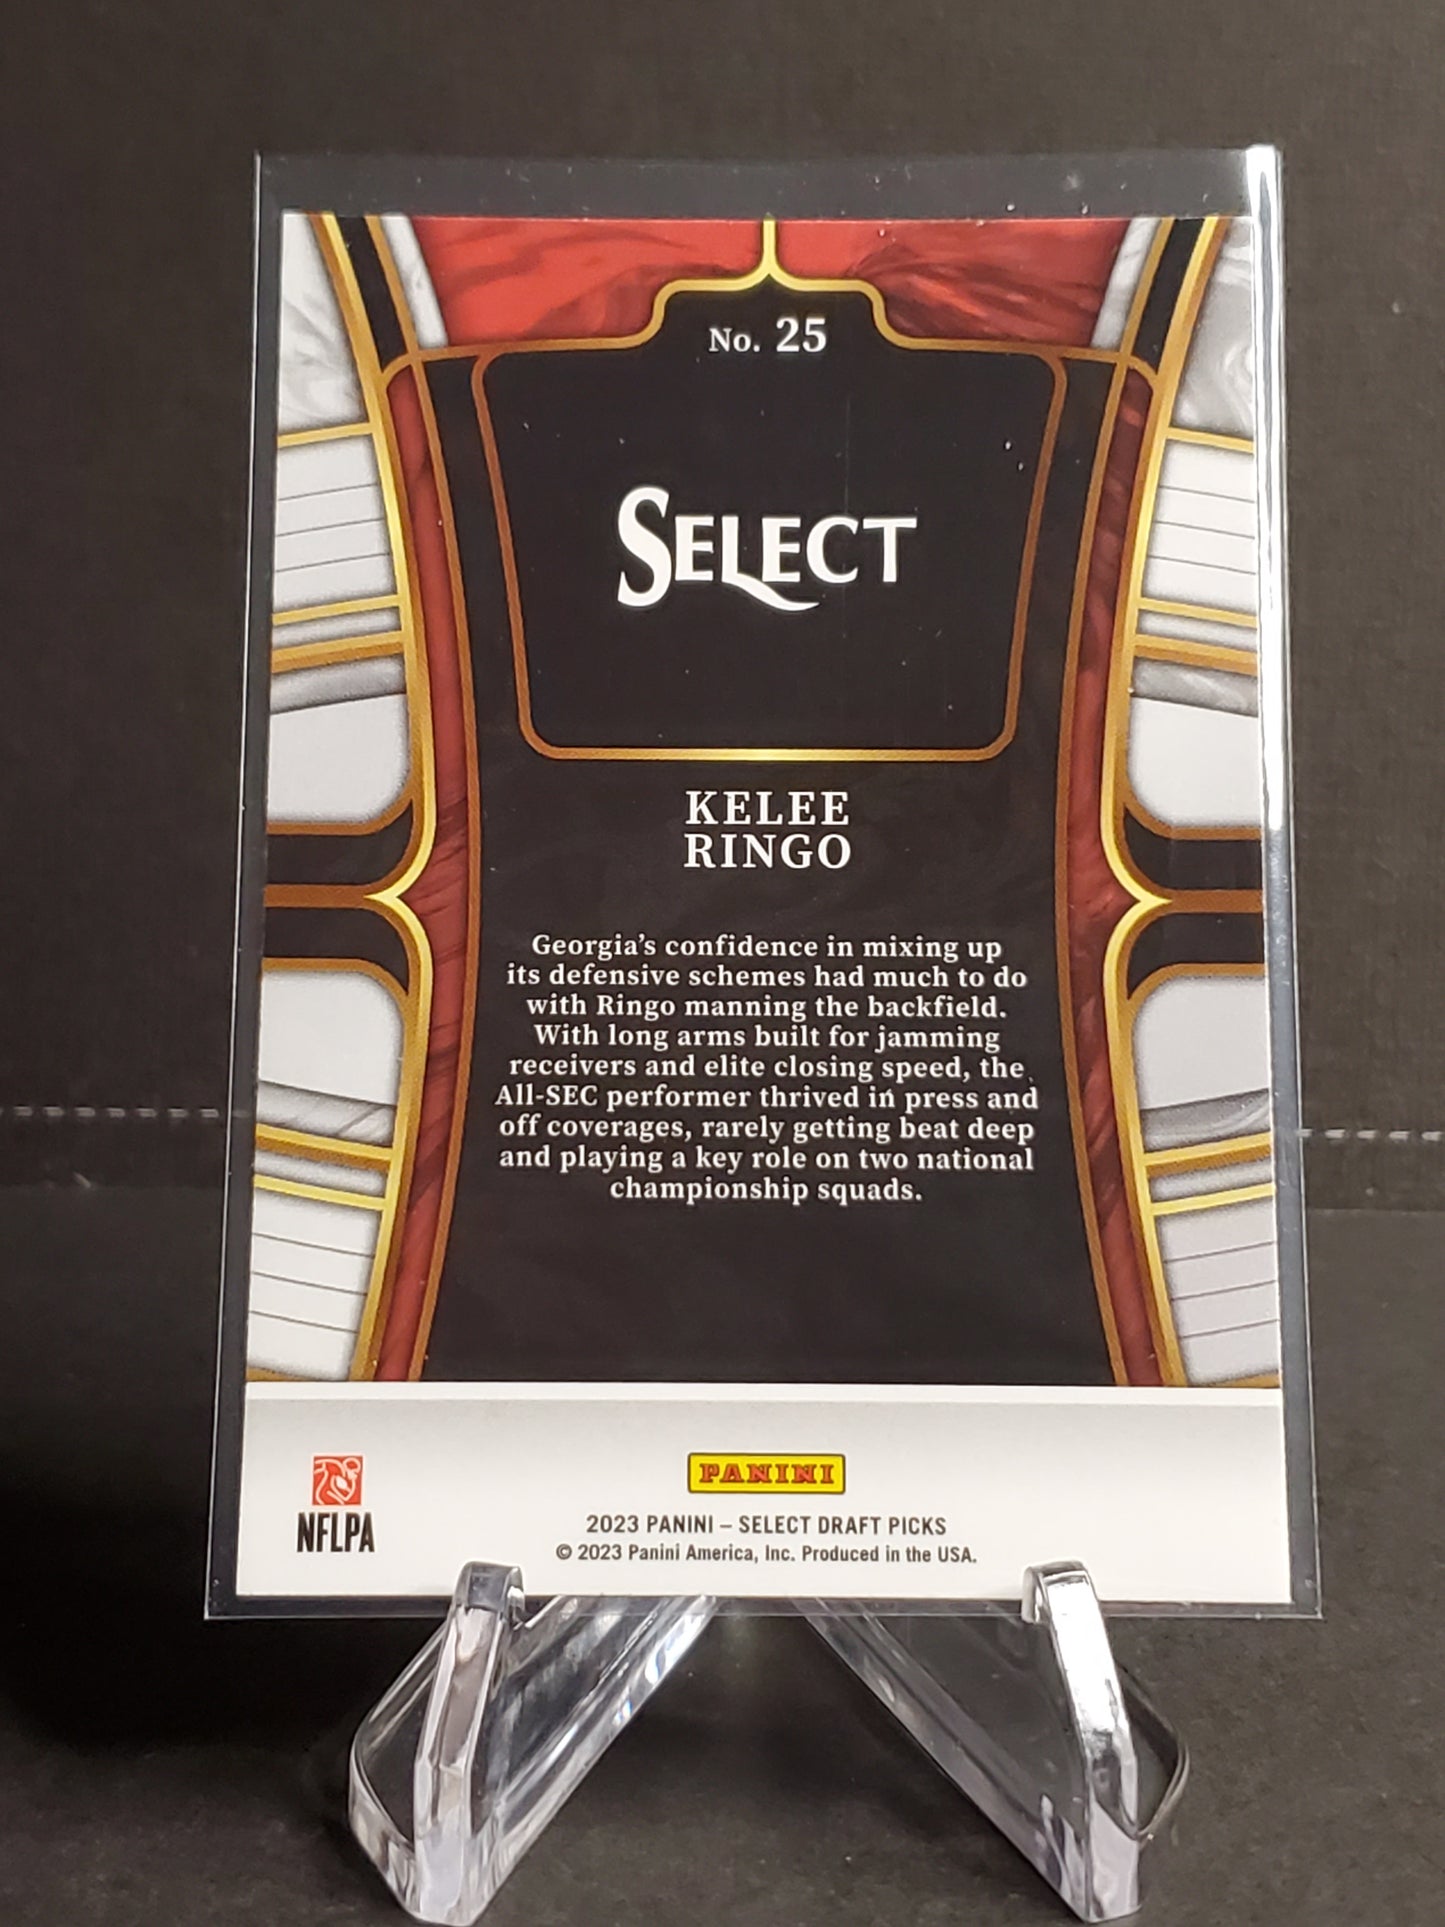 No. 25
SELECT
KELEE
RINGO
Georgia's confidence in mixing up
its defensive schemes had much to do
with Ringo manning the backfield.
With long arms built for jamming
receivers and elite closing speed, the
All-SEC performer thrived in press and
off coverages, rarely getting beat deep
and playing a key role on two national
championship squads.
PANINI
NFLPA
2023 PANINI – SELECT DRAFT PICKS
© 2023 Panini America, Inc. Produced in the USA.